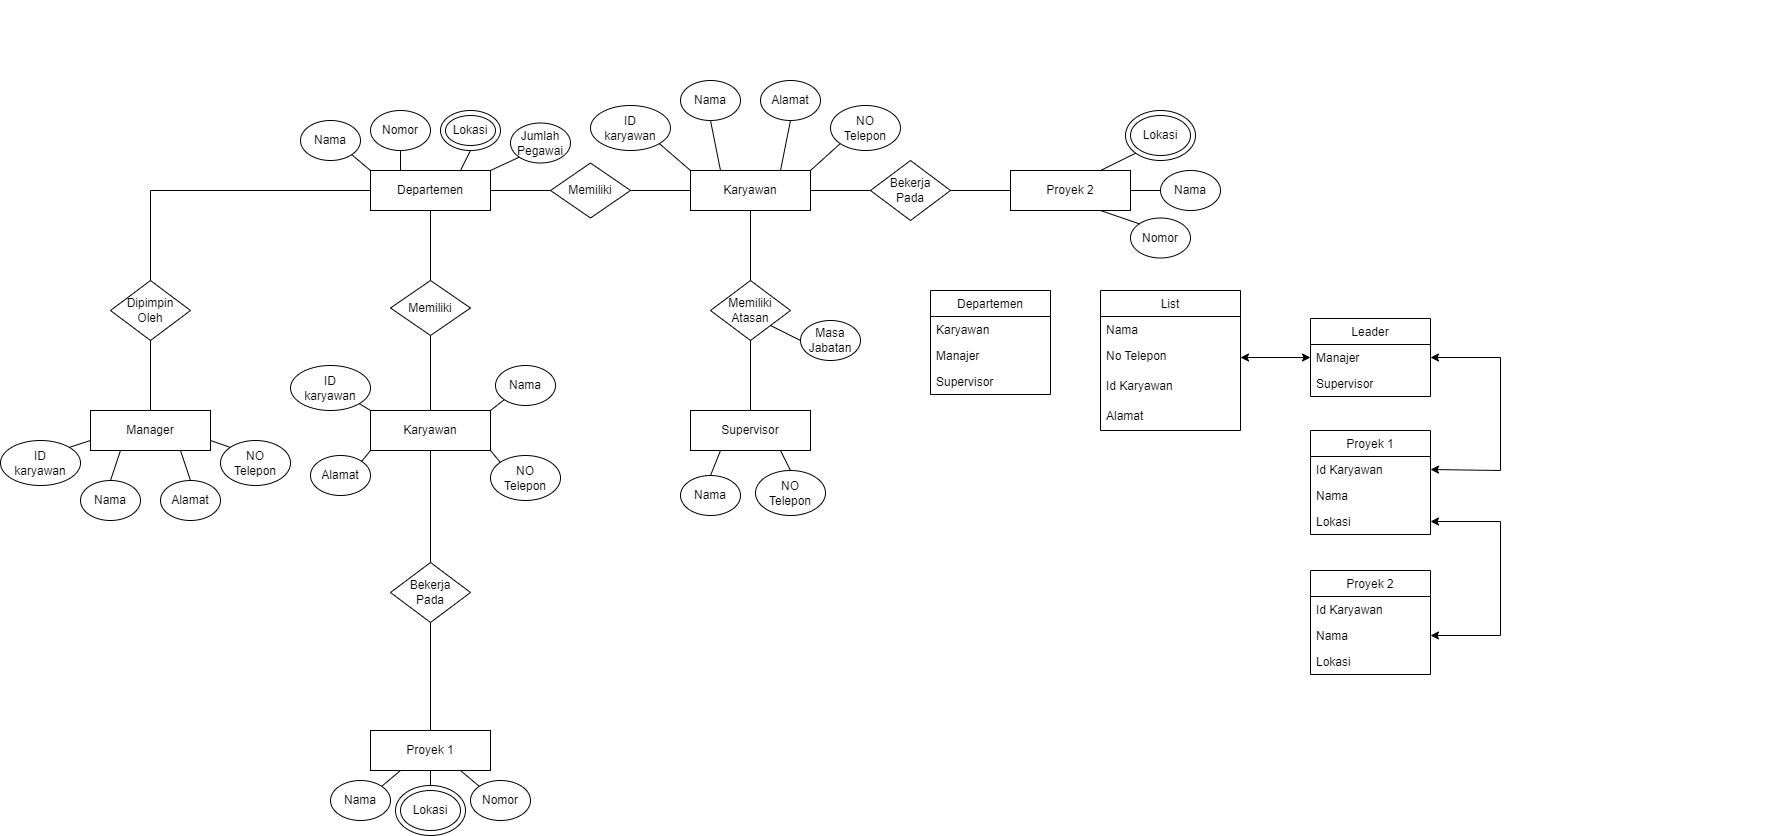 Nama
Nomor
Lokasi
Jumlah
Pegawai
Departemen
Memiliki
ID
karyawan
Nama
Alamat
NO
Telepon
Karyawan
Bekerja
Pada
Proyek 2
Lokasi
Nama
Nomor
Dipimpin
Oleh
Memiliki
Memiliki
Atasan
Masa
Jabatan
Manager
ID
karyawan
Nama
Alamat
NO
Telepon
ID
karyawan
Nama
Karyawan
Alamat
NO
Telepon
Supervisor
Nama
NO
Telepon
Bekerja
Pada
Proyek 1
Nama
Lokasi
Nomor
Departemen
Karyawan
Manajer
Supervisor
List
Nama
No Telepon
Id Karyawan
Alamat
Leader
Manajer
Supervisor
Proyek 1
Id Karyawan
Nama
Lokasi
Proyek 2
Id Karyawan
Nama
Lokasi